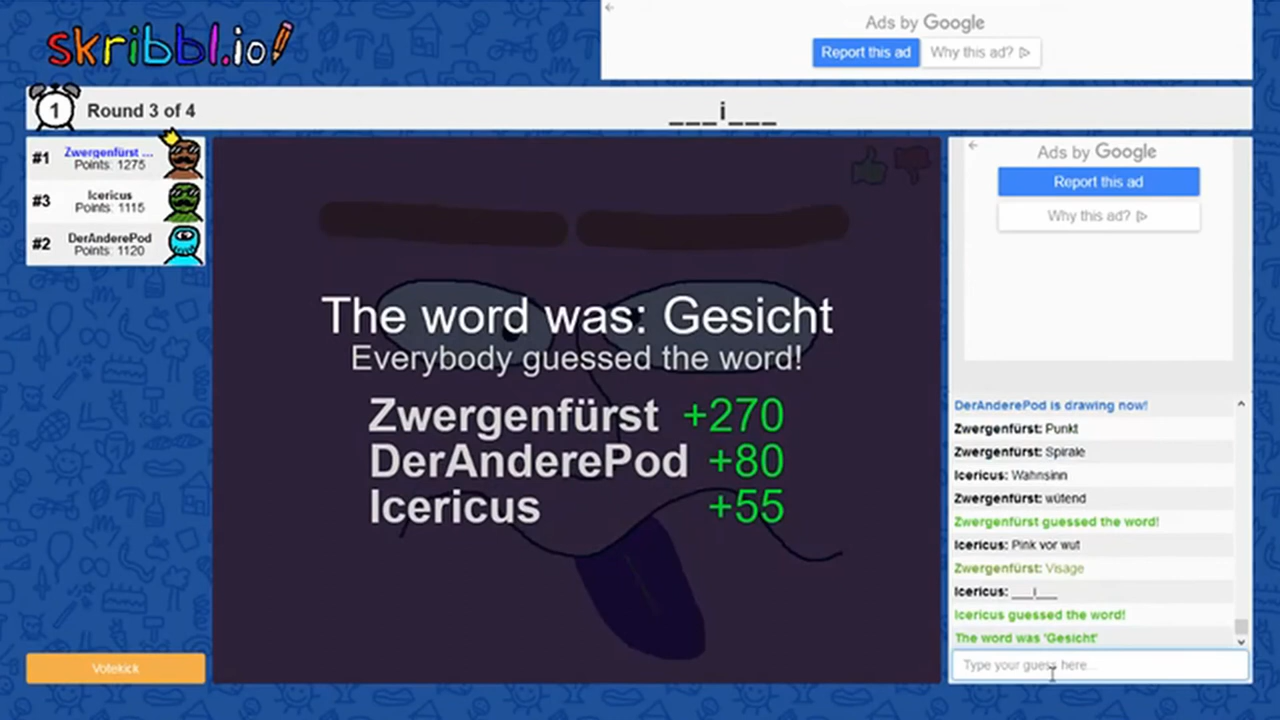 skribbl.io!
Ads by Google
Report this ad
Why this ad?
1
Round 3 of 4
___i___
#1
Zwergenfürst ...
Points: 1275
#3
Icericus
Points: 1115
#2
DerAnderePod
Points: 1120
The word was: Gesicht
Everybody guessed the word!
Zwergenfürst +270
DerAnderePod +80
Icericus +55
Ads by Google
Report this ad
Why this ad?
DerAnderePod is drawing now!
Zwergenfürst: Punkt
Zwergenfürst: Spirale
Icericus: Wahnsinn
Zwergenfürst: wütend
Zwergenfürst guessed the word!
Icericus: Pink vor wut
Zwergenfürst: Visage
Icericus: ___i___
Icericus guessed the word!
The word was 'Gesicht'
Type your guess here...
Votekick